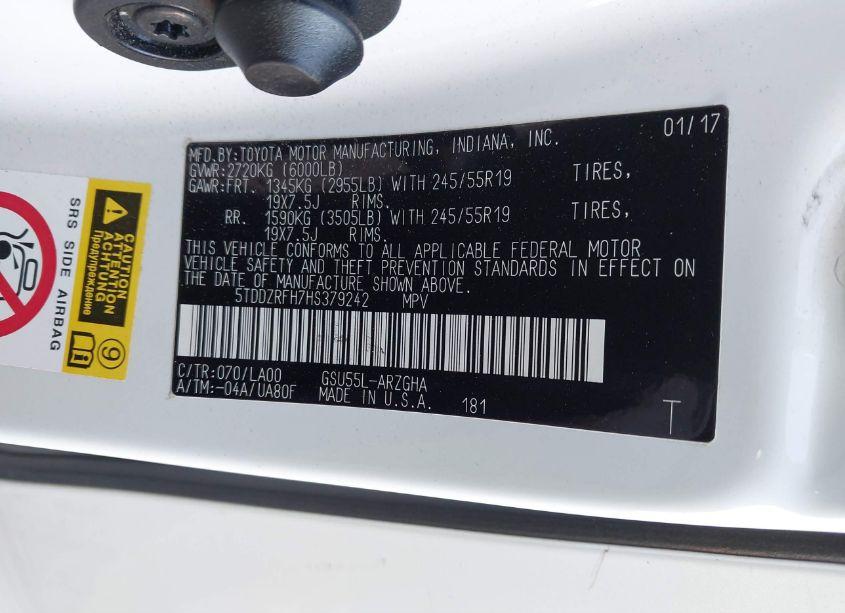 MFD.BY:TOYOTA MOTOR MANUFACTURING, INDIANA, INC. 01/17
GVWR:2720KG (6000LB)
GAWR:FRT. 1345KG (2955LB) WITH 245/55R19 TIRES,
19X7.5J RIMS.
RR. 1590KG (3505LB) WITH 245/55R19 TIRES,
19X7.5J RIMS.
THIS VEHICLE CONFORMS TO ALL APPLICABLE FEDERAL MOTOR
VEHICLE SAFETY AND THEFT PREVENTION STANDARDS IN EFFECT ON
THE DATE OF MANUFACTURE SHOWN ABOVE.
5TDDZRFH7HS379242 MPV
C/TR:070/LA00 GSU55L-ARZGHA
A/TM:-04A/UA80F MADE IN U.S.A. 181 T
SRS SIDE AIRBAG
CAUTION
ATTENTION
ACHTUNG
Предупреждение
9